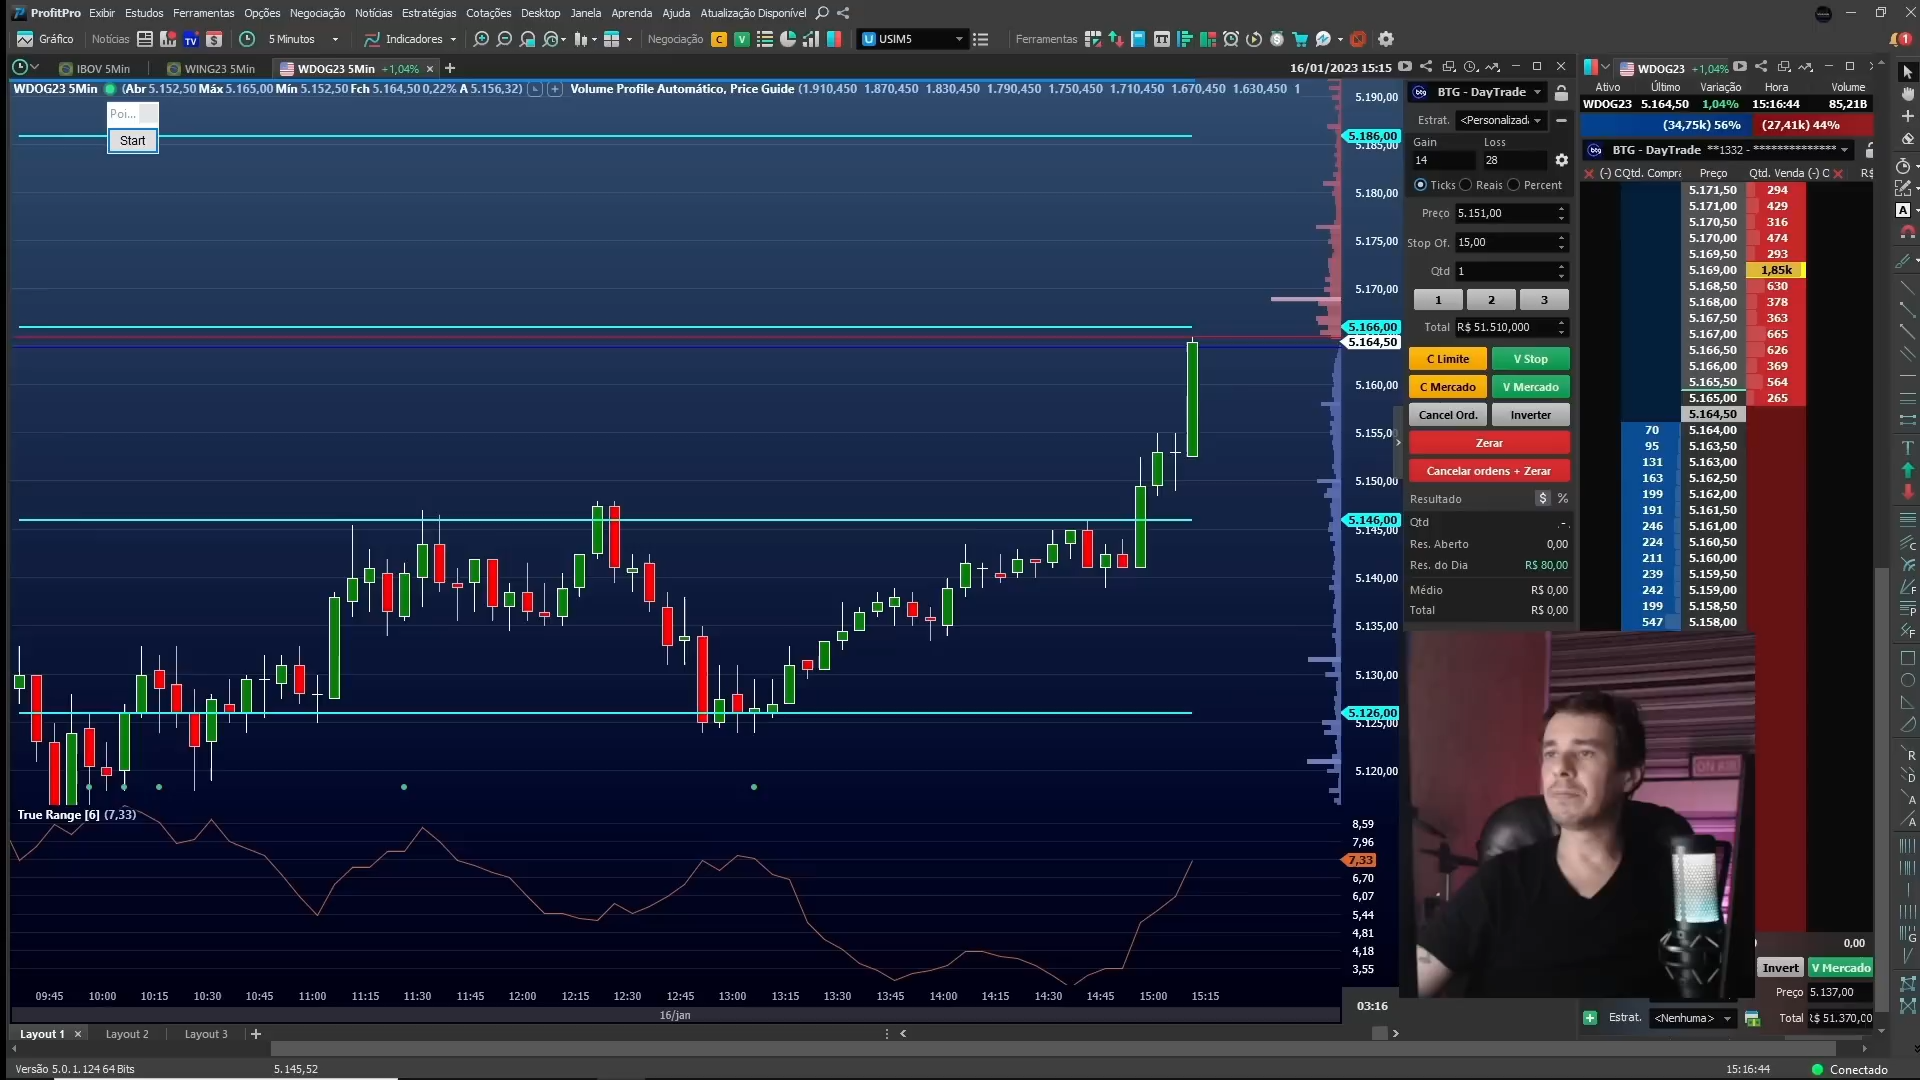 ProfitPro Exibir Estudos Ferramentas Opções Negociação Notícias Estratégias Cotações Desktop Janela Aprenda Ajuda Atualização Disponível
Gráfico Notícias TV 5 Minutos Indicadores Negociação C V USIM5 Ferramentas 1
IBOV 5Min WING23 5Min WDOG23 5Min +1,04% × +
16/01/2023 15:15
WDOG23 5Min (Abr 5.152,50 Máx 5.165,00 Mín 5.152,50 Fch 5.164,50 0,22% A 5.156,32) Volume Profile Automático, Price Guide (1.910,450 1.870,450 1.830,450 1.790,450 1.750,450 1.710,450 1.670,450 1.630,450 1
Poi...
Start
5.190,00
5.186,00
5.185,00
5.180,00
5.175,00
5.170,00
5.166,00
5.164,50
5.160,00
5.155,00
5.150,00
5.146,00
5.145,00
5.140,00
5.135,00
5.130,00
5.126,00
5.125,00
5.120,00
True Range [6] (7,33)
8,59
7,96
7,33
6,70
6,07
5,44
4,81
4,18
3,55
09:45 10:00 10:15 10:30 10:45 11:00 11:15 11:30 11:45 12:00 12:15 12:30 12:45 13:00 13:15 13:30 13:45 14:00 14:15 14:30 14:45 15:00 15:15
03:16
16/jan
Layout 1 × Layout 2 Layout 3 +
Versão 5.0.1.124 64 Bits 5.145,52
btg BTG - DayTrade
Estrat. <Personalizad
Gain Loss
14 28
Ticks Reais Percent
Preço 5.151,00
Stop Of. 15,00
Qtd 1
1 2 3
Total R$ 51.510,000
C Limite V Stop
C Mercado V Mercado
Cancel Ord. Inverter
Zerar
Cancelar ordens + Zerar
Resultado $ %
Qtd - .
Res. Aberto 0,00
Res. do Dia R$ 80,00
Médio R$ 0,00
Total R$ 0,00
WDOG23 +1,04%
Ativo Último Variação Hora Volume
WDOG23 5.164,50 1,04% 15:16:44 85,21B
(34,75k) 56% (27,41k) 44%
btg BTG - DayTrade **1332 - ***************
(-) C Qtd. Compra Preço Qtd. Venda (-) C R$
5.171,50 294
5.171,00 429
5.170,50 316
5.170,00 474
5.169,50 293
5.169,00 1,85k
5.168,50 630
5.168,00 378
5.167,50 363
5.167,00 665
5.166,50 626
5.166,00 369
5.165,50 564
5.165,00 265
5.164,50
70 5.164,00
95 5.163,50
131 5.163,00
163 5.162,50
199 5.162,00
191 5.161,50
246 5.161,00
224 5.160,50
211 5.160,00
239 5.159,50
242 5.159,00
199 5.158,50
547 5.158,00
ON AIR
0,00
Invert V Mercado
Preço 5.137,00
Estrat. <Nenhuma> Total R$ 51.370,00
15:16:44 Conectado